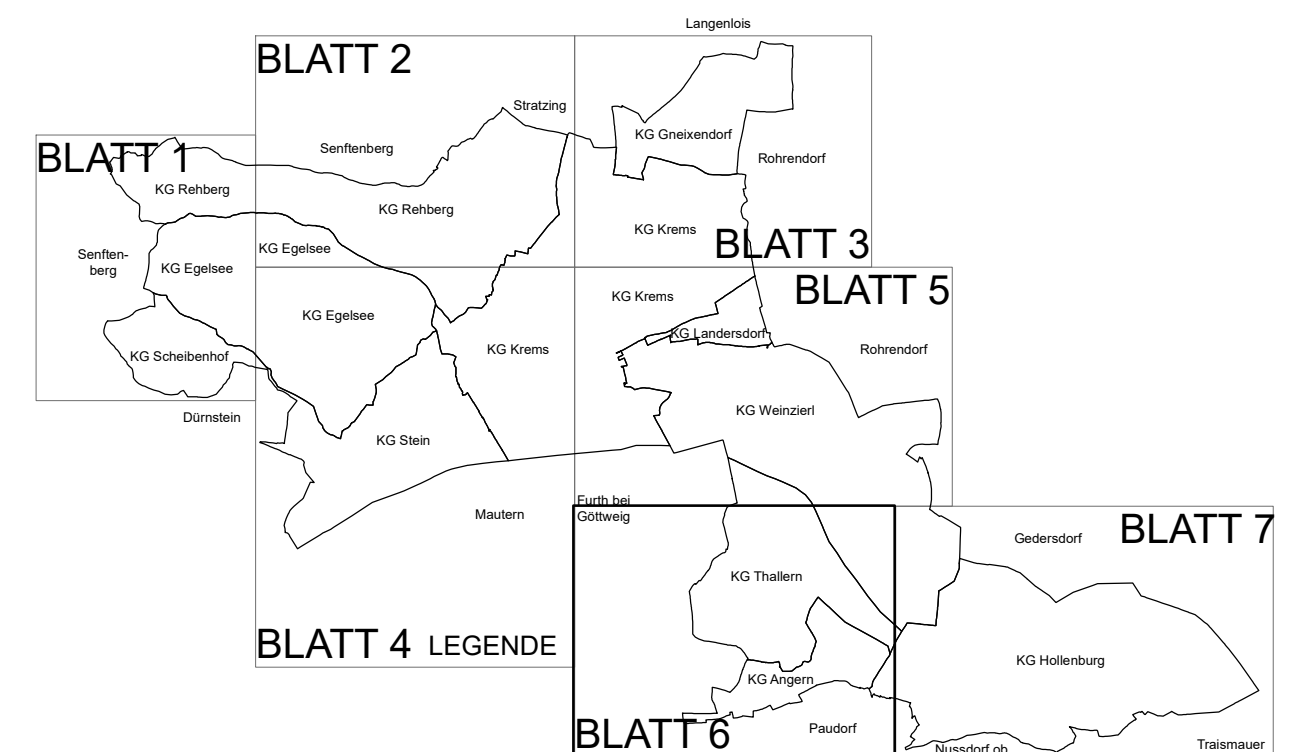 Langenlois
BLATT 2
Stratzing
KG Gneixendorf
Senftenberg
BLATT 1
Rohrendorf
KG Rehberg
KG Rehberg
KG Krems
BLATT 3
KG Egelsee
Senften-
berg
KG Egelsee
KG Krems
BLATT 5
KG Egelsee
KG Landersdorf
KG Krems
Rohrendorf
KG Scheibenhof
Dürnstein
KG Weinzierl
KG Stein
Mautern
Furth bei
Göttweig
BLATT 7
Gedersdorf
KG Thallern
BLATT 4
LEGENDE
KG Hollenburg
KG Angern
BLATT 6
Paudorf
Nussdorf ob
Traismauer